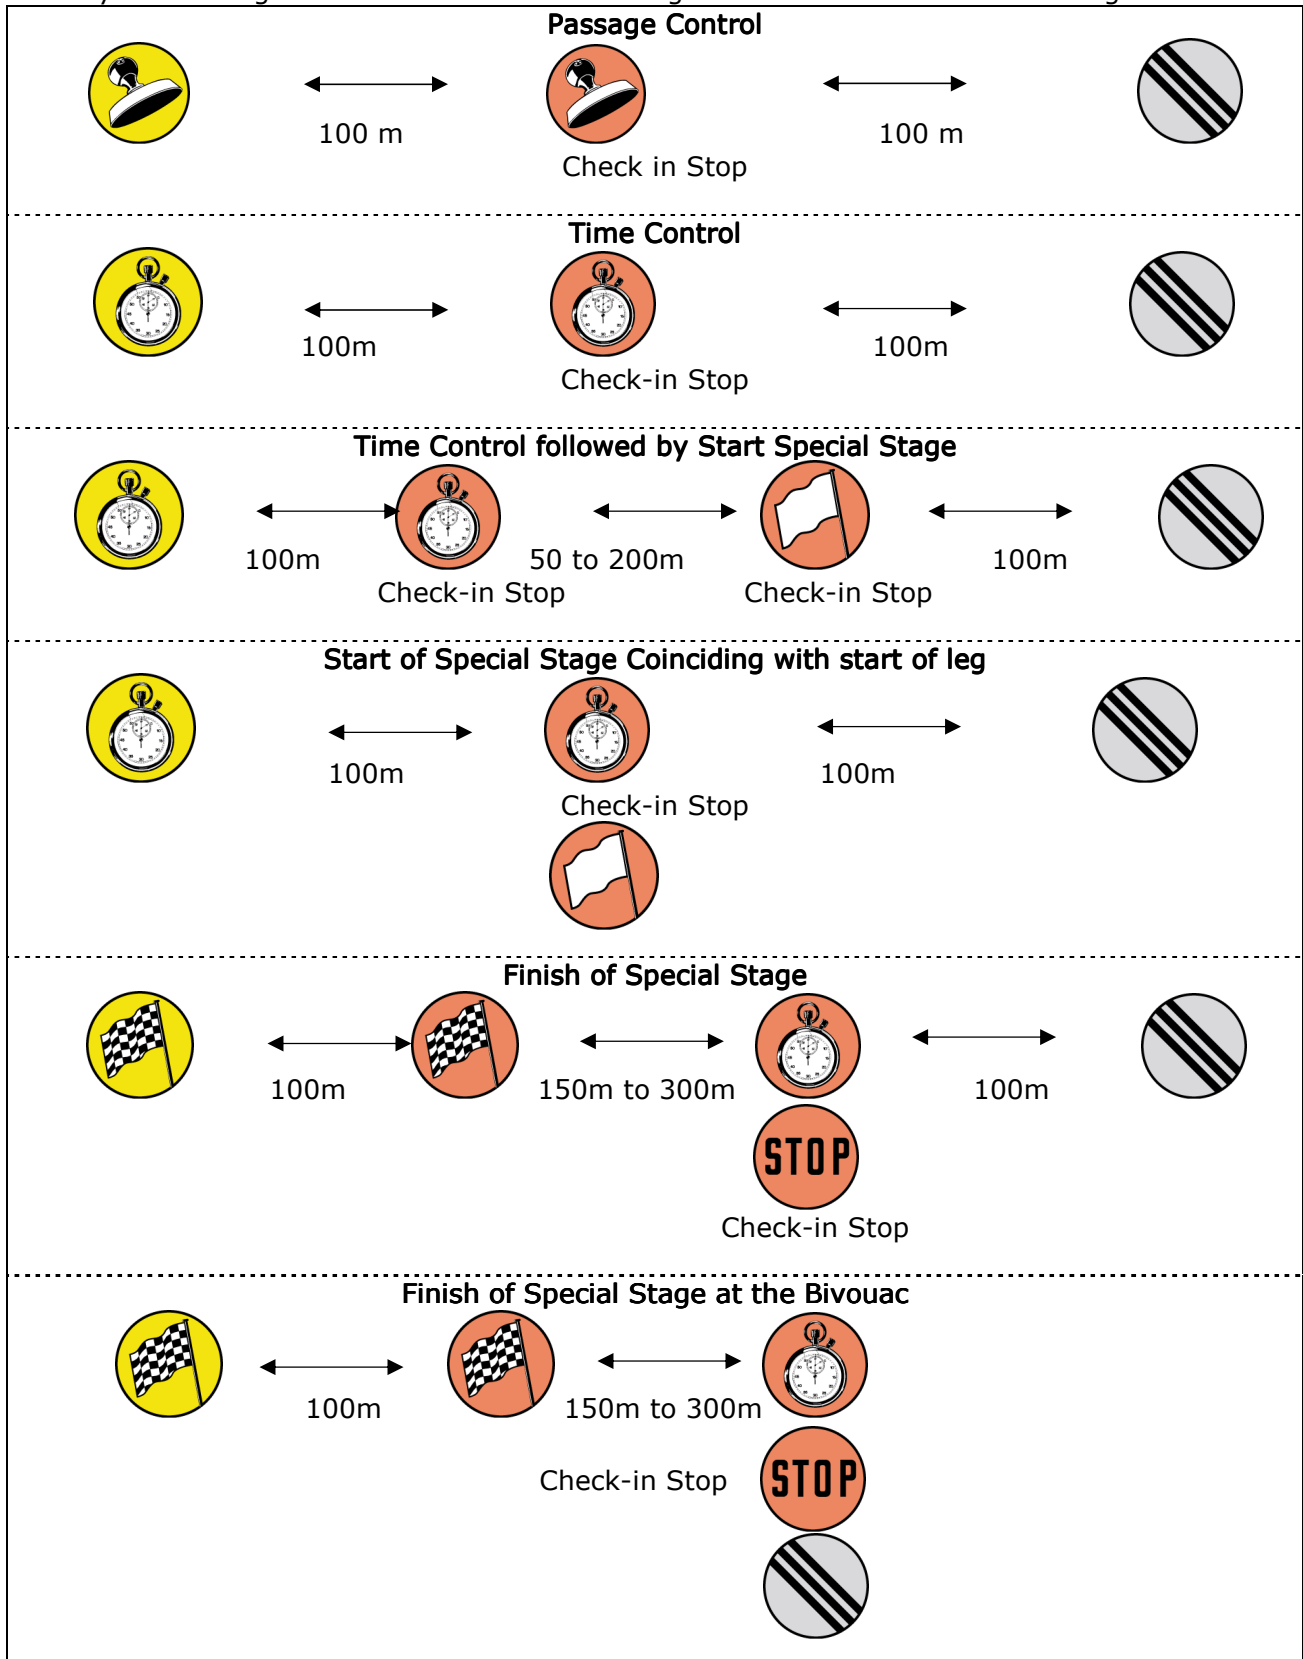 Passage Control
100 m 100 m
Check in Stop
Time Control
100m 100m
Check-in Stop
Time Control followed by Start Special Stage
100m 50 to 200m 100m
Check-in Stop Check-in Stop
Start of Special Stage Coinciding with start of leg
100m 100m
Check-in Stop
Finish of Special Stage
100m 150m to 300m 100m
STOP
Check-in Stop
Finish of Special Stage at the Bivouac
100m 150m to 300m
Check-in Stop STOP